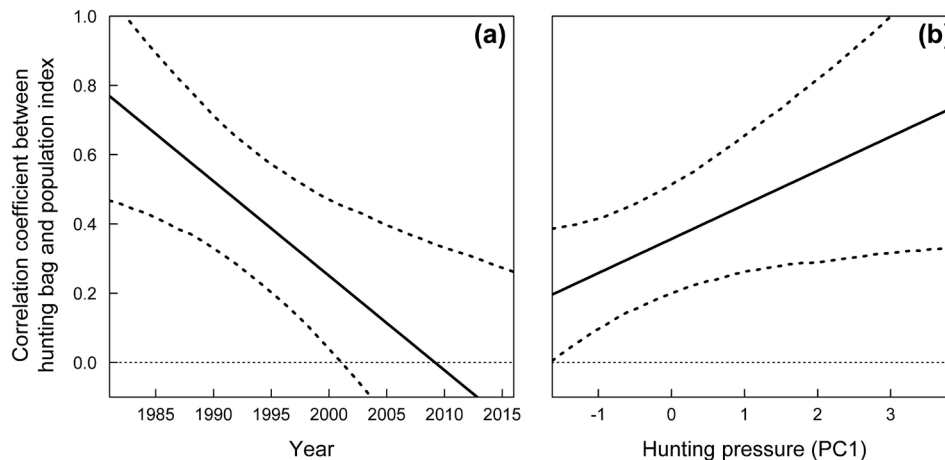 Correlation coefficient between
hunting bag and population index
1.0
0.8
0.6
0.4
0.2
0.0
(a)
1985 1990 1995 2000 2005 2010 2015
Year
(b)
-1 0 1 2 3
Hunting pressure (PC1)